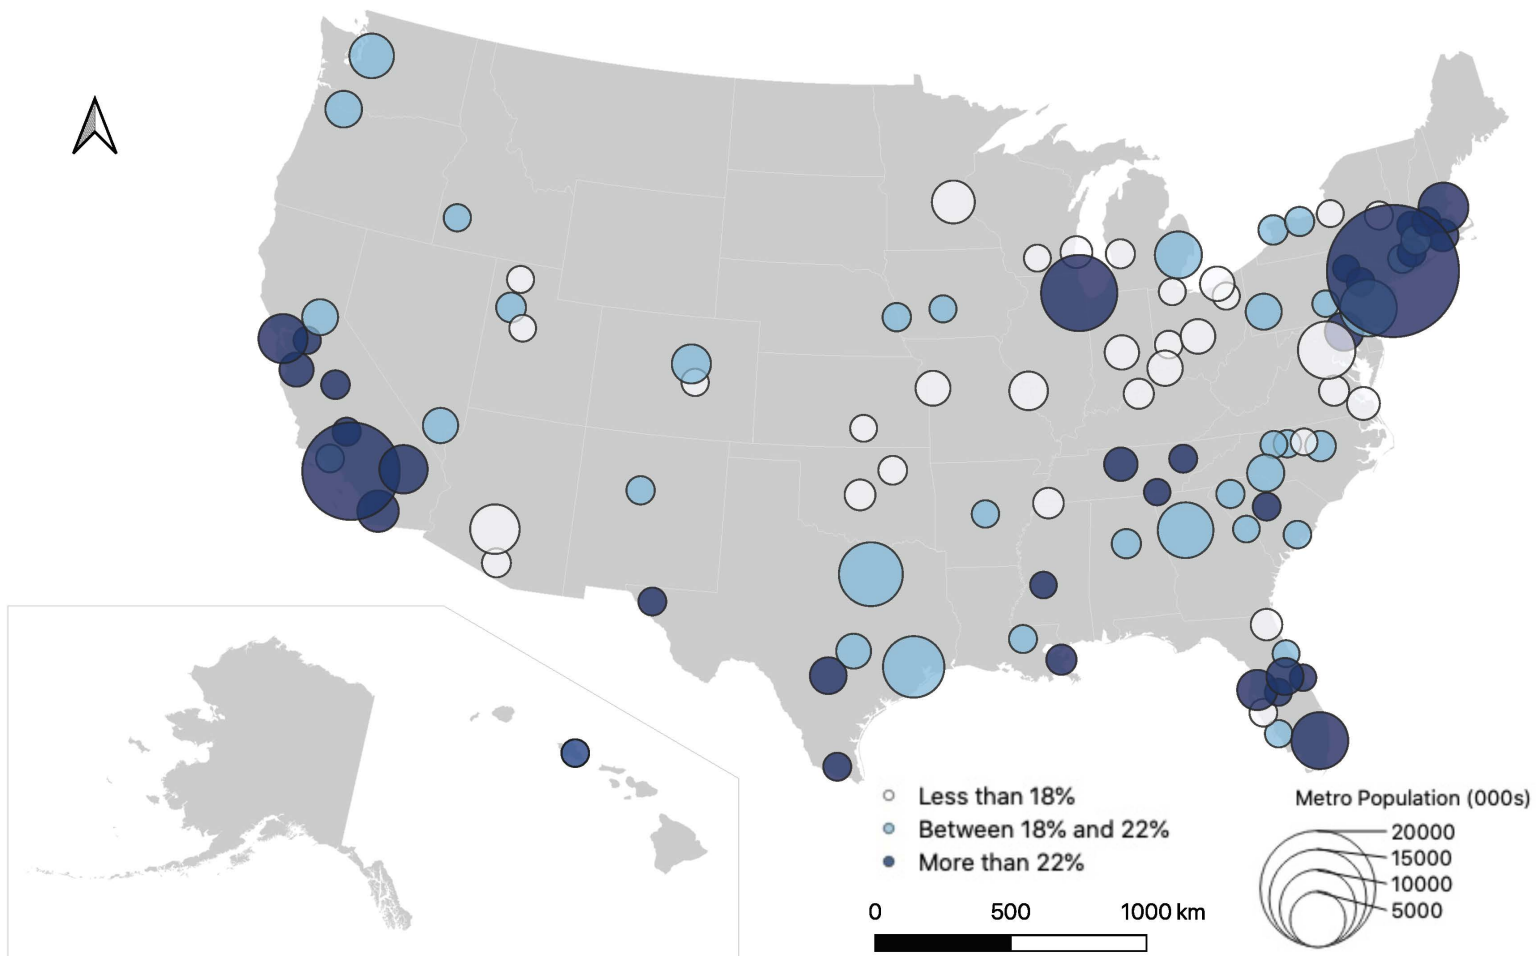 Less than 18%
Between 18% and 22%
More than 22%
0 500 1000 km
Metro Population (000s)
20000
15000
10000
5000